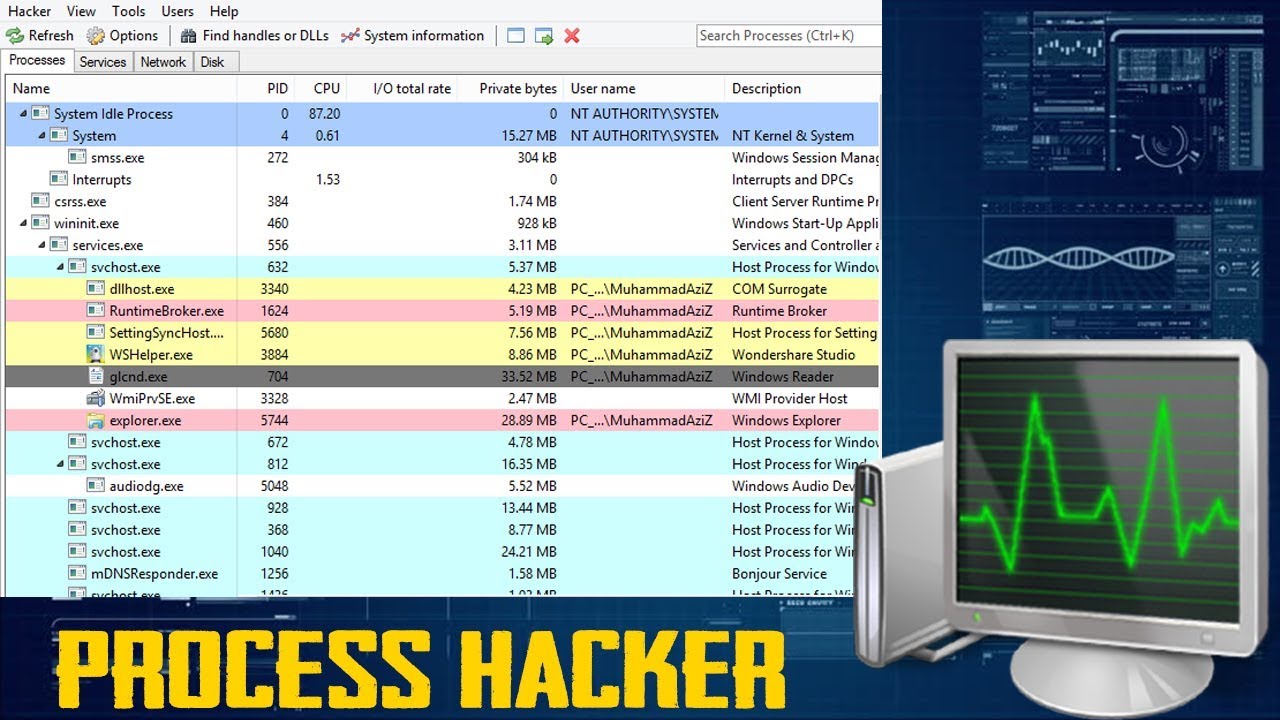 Hacker View Tools Users Help
Refresh Options Find handles or DLLs System information Search Processes (Ctrl+K)
Processes Services Network Disk
Name PID CPU I/O total rate Private bytes User name Description
System Idle Process 0 87.20 0 NT AUTHORITY\SYSTEM
System 4 0.61 15.27 MB NT AUTHORITY\SYSTEM NT Kernel & System
smss.exe 272 304 kB Windows Session Manag
Interrupts 1.53 0 Interrupts and DPCs
csrss.exe 384 1.74 MB Client Server Runtime Pr
wininit.exe 460 928 kB Windows Start-Up Appli
services.exe 556 3.11 MB Services and Controller a
svchost.exe 632 5.37 MB Host Process for Window
dllhost.exe 3340 4.23 MB PC_...\MuhammadAziZ COM Surrogate
RuntimeBroker.exe 1624 5.19 MB PC_...\MuhammadAziZ Runtime Broker
SettingSyncHost.... 5680 7.56 MB PC_...\MuhammadAziZ Host Process for Setting
WSHelper.exe 3884 8.86 MB PC_...\MuhammadAziZ Wondershare Studio
glcnd.exe 704 33.52 MB PC_...\MuhammadAziZ Windows Reader
WmiPrvSE.exe 3328 2.47 MB WMI Provider Host
explorer.exe 5744 28.89 MB PC_...\MuhammadAziZ Windows Explorer
svchost.exe 672 4.78 MB Host Process for Window
svchost.exe 812 16.35 MB Host Process for Wind
audiodg.exe 5048 5.52 MB Windows Audio Dev
svchost.exe 928 13.44 MB Host Process for Win
svchost.exe 368 8.77 MB Host Process for Win
svchost.exe 1040 24.21 MB Host Process for Win
mDNSResponder.exe 1256 1.58 MB Bonjour Service
svchost.exe 1436 1.93 MB Host Process for Win
PROCESS HACKER